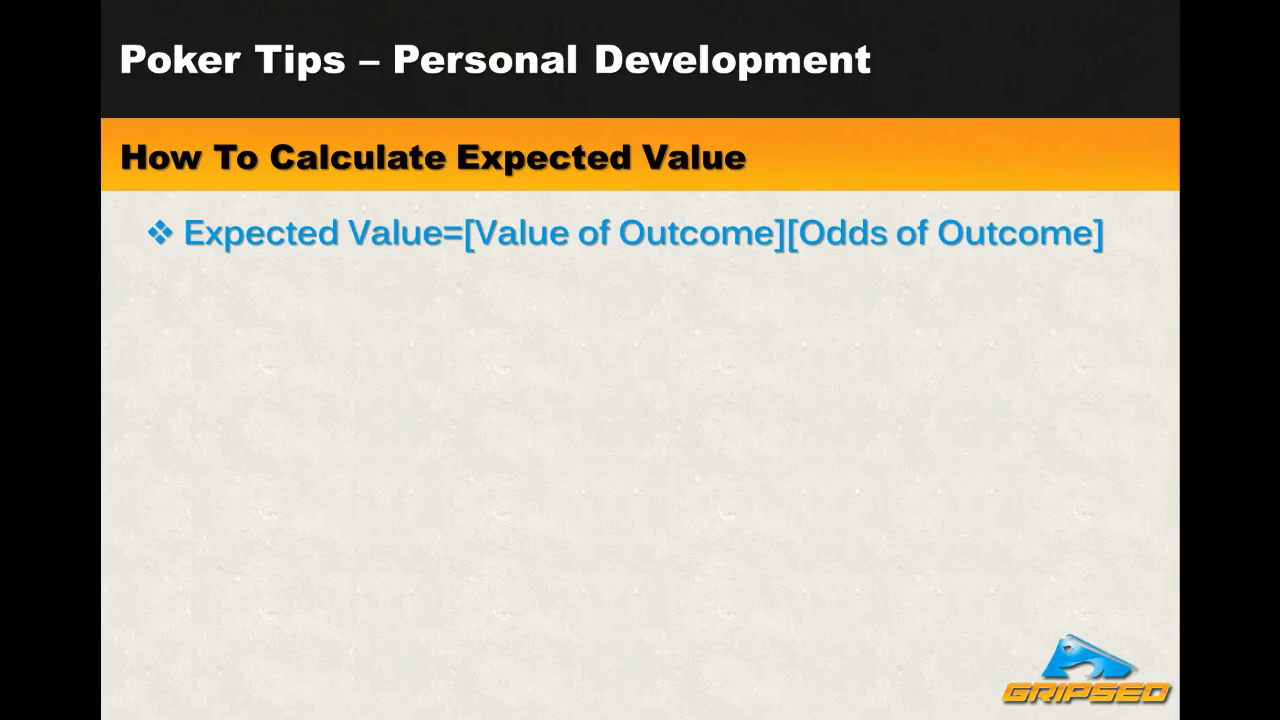 Poker Tips – Personal Development
How To Calculate Expected Value
❖ Expected Value=[Value of Outcome][Odds of Outcome]
GRIPSED